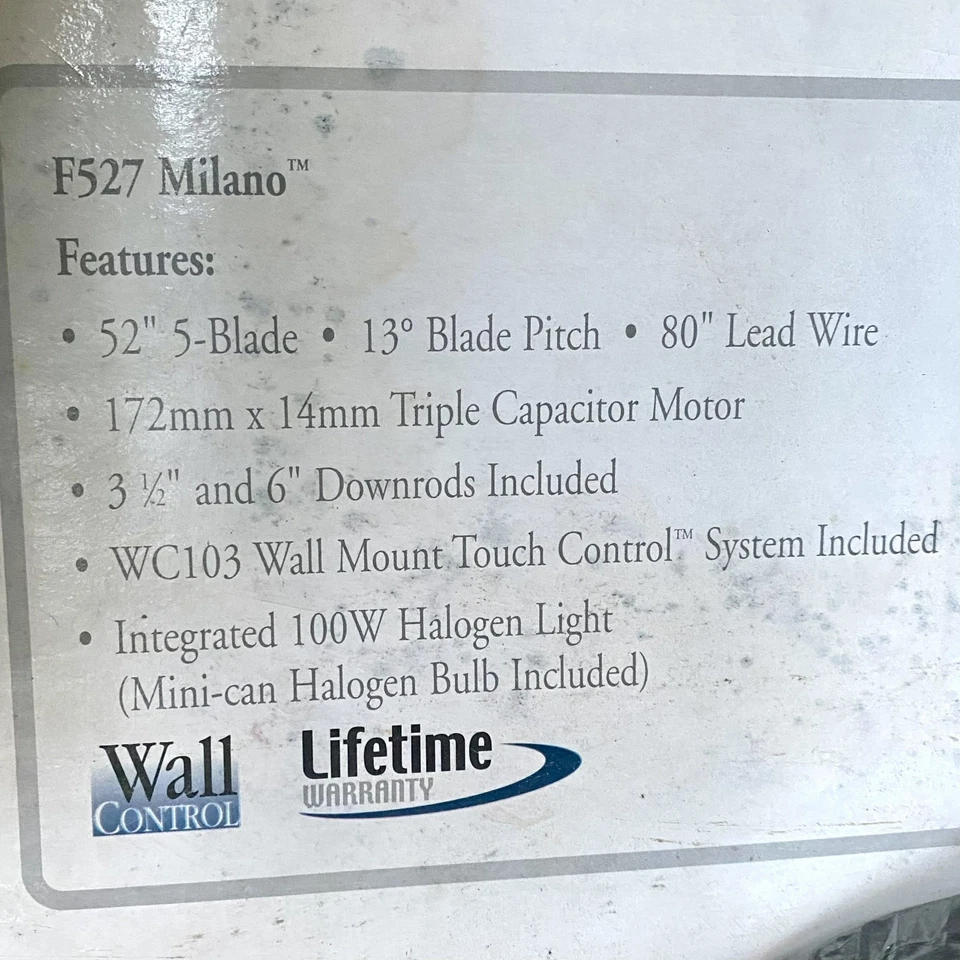 F527 Milano™
Features:
• 52" 5-Blade • 13° Blade Pitch • 80" Lead Wire
• 172mm x 14mm Triple Capacitor Motor
• 3 ½" and 6" Downrods Included
• WC103 Wall Mount Touch Control™ System Included
• Integrated 100W Halogen Light
(Mini-can Halogen Bulb Included)
Wall
CONTROL
Lifetime
WARRANTY